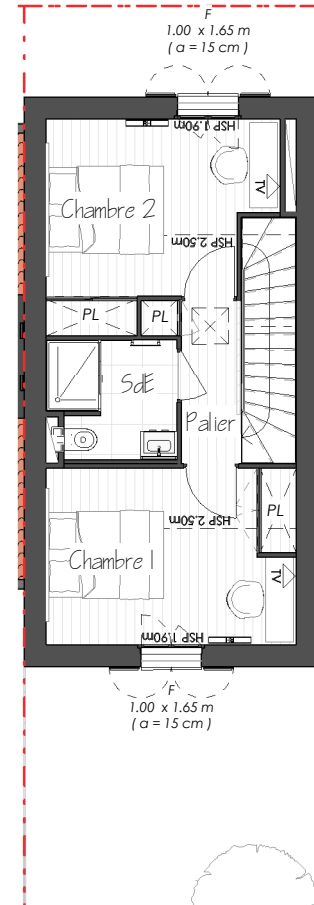 F
1.00 x 1.65 m
( a = 15 cm )
HSP 1.90m
TV
Chambre 2
HSP 2.50m
PL
PL
SdE
Palier
HSP 2.50m
PL
Chambre 1
TV
HSP 1.90m
F
1.00 x 1.65 m
( a = 15 cm )